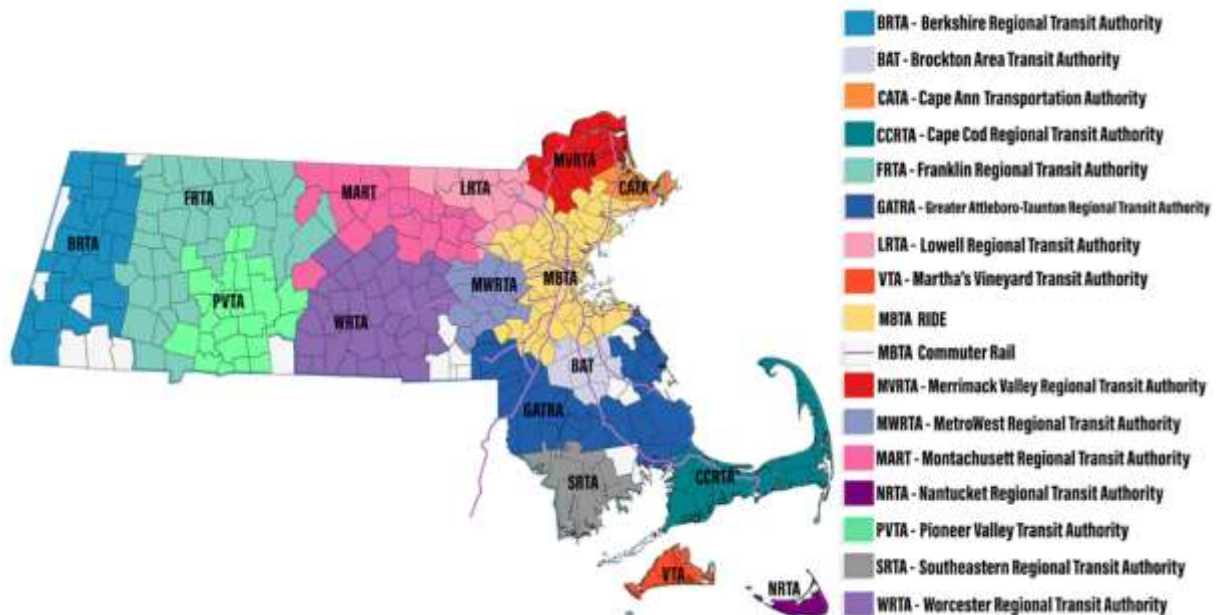 MVRTA
CATA
LRTA
MART
FRTA
BRTA
MBTA
MWRTA
PVTA
WRTA
BAT
GATRA
CCRTA
SRTA
VTA
NRTA
BRTA - Berkshire Regional Transit Authority
BAT - Brockton Area Transit Authority
CATA - Cape Ann Transportation Authority
CCRTA - Cape Cod Regional Transit Authority
FRTA - Franklin Regional Transit Authority
GATRA - Greater Attleboro-Taunton Regional Transit Authority
LRTA - Lowell Regional Transit Authority
VTA - Martha's Vineyard Transit Authority
MBTA RIDE
MBTA Commuter Rail
MVRTA - Merrimack Valley Regional Transit Authority
MWRTA - MetroWest Regional Transit Authority
MART - Montachusett Regional Transit Authority
NRTA - Nantucket Regional Transit Authority
PVTA - Pioneer Valley Transit Authority
SRTA - Southeastern Regional Transit Authority
WRTA - Worcester Regional Transit Authority